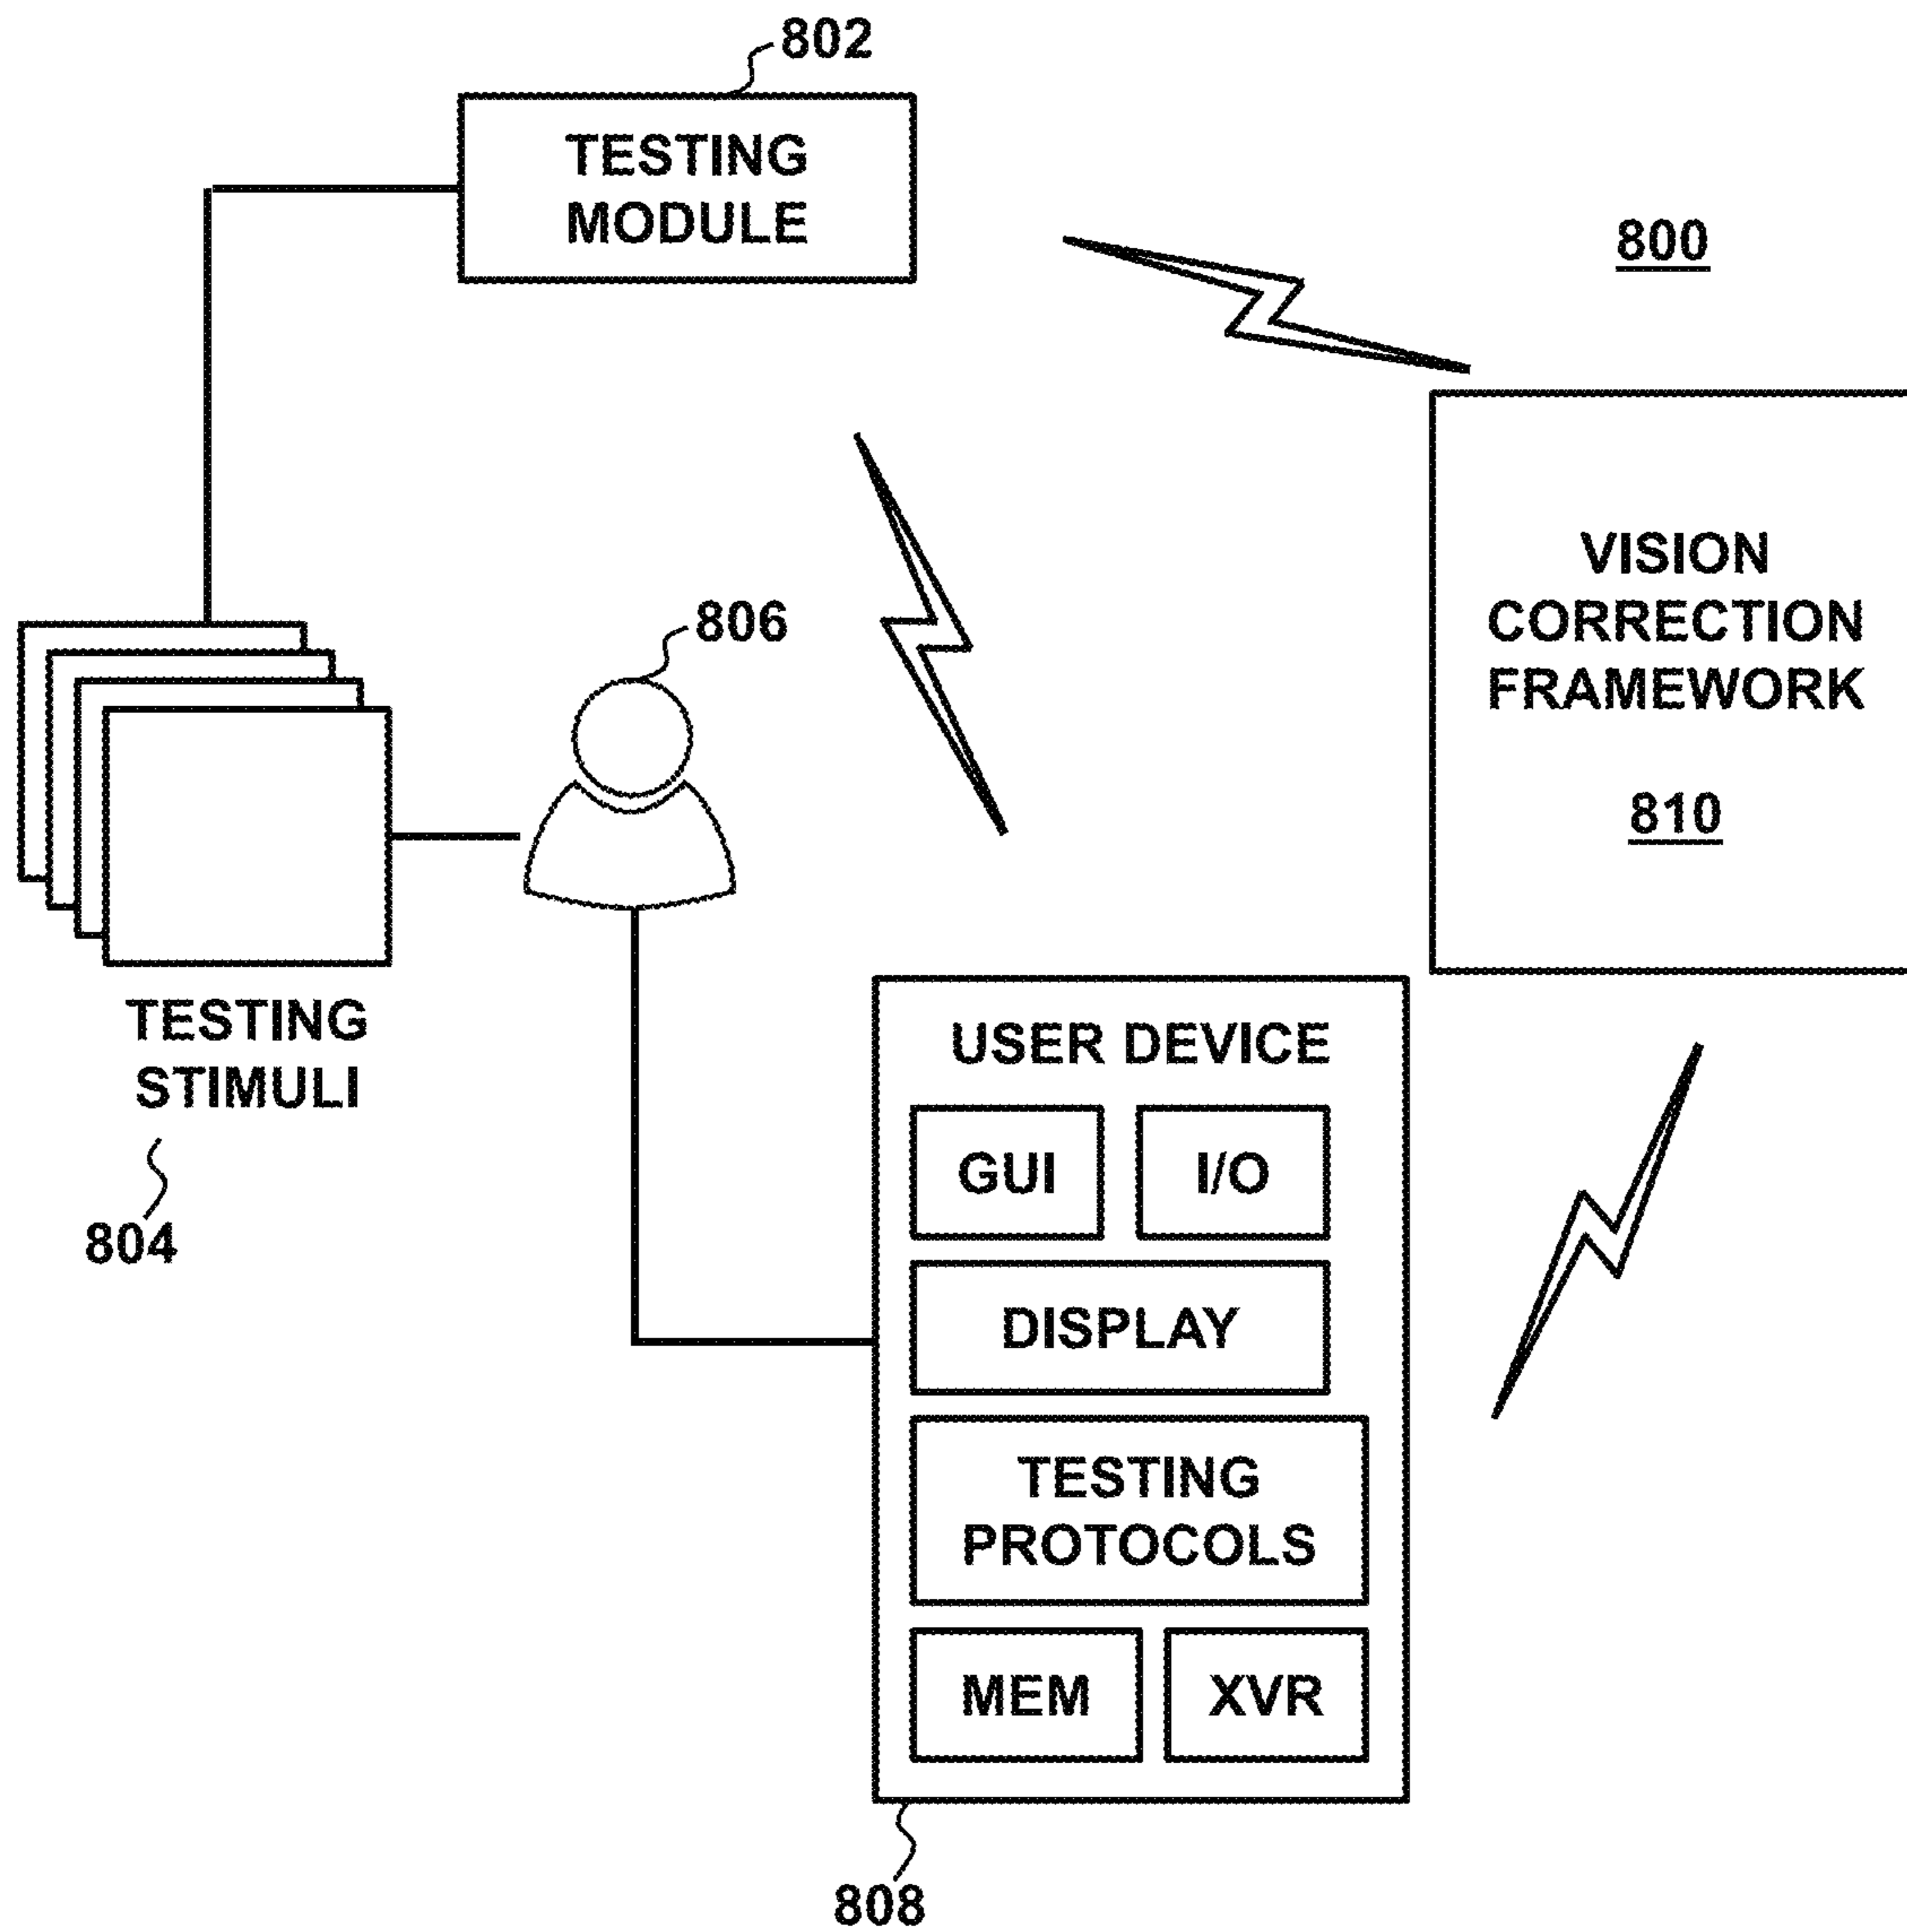 802
TESTING
MODULE
800
VISION
CORRECTION
FRAMEWORK
810
806
TESTING
STIMULI
804
USER DEVICE
GUI
I/O
DISPLAY
TESTING
PROTOCOLS
MEM
XVR
808